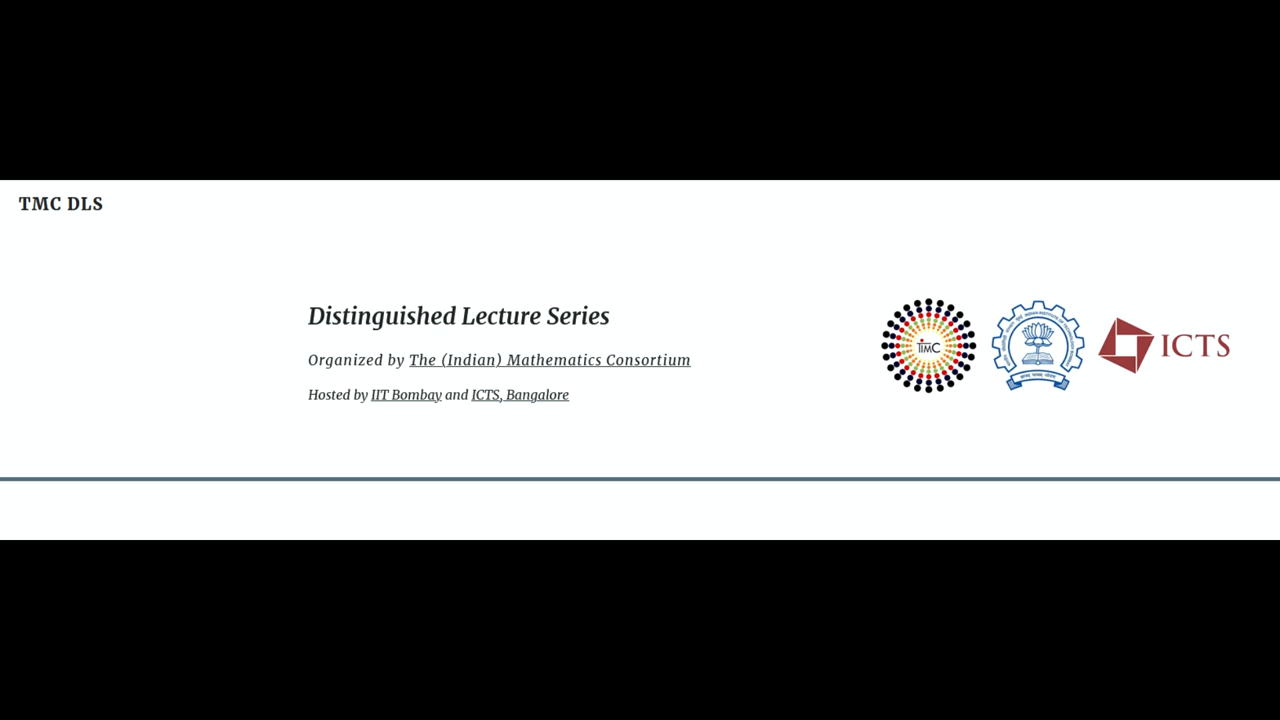 TMC DLS
Distinguished Lecture Series
Organized by The (Indian) Mathematics Consortium
Hosted by IIT Bombay and ICTS, Bangalore
TIMC
ICTS